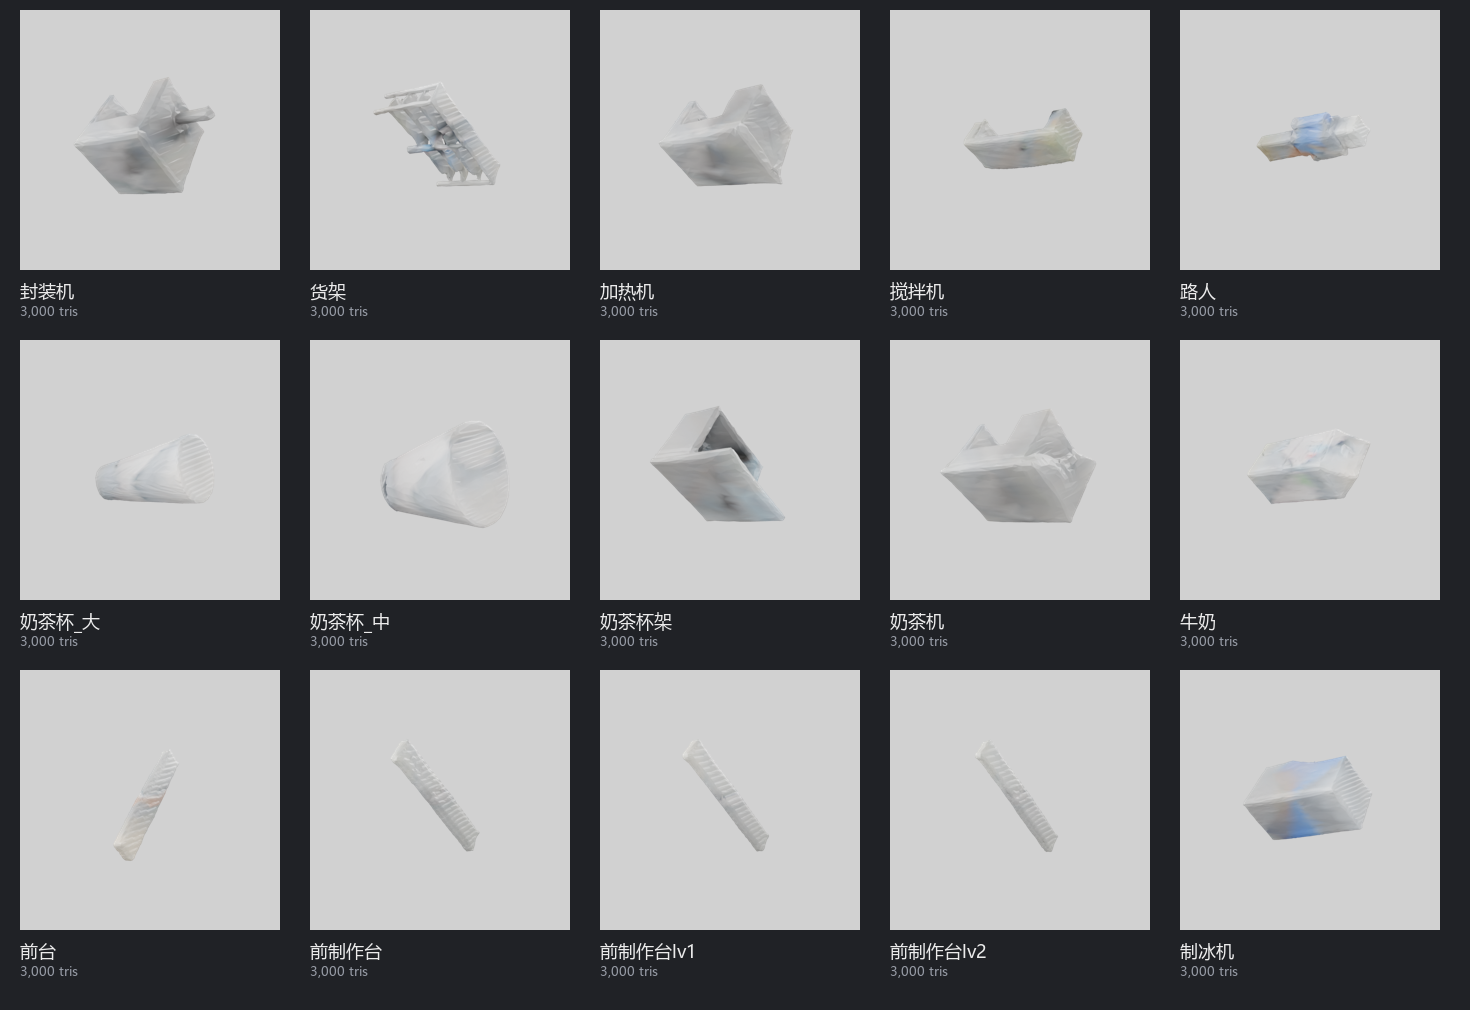 封装机
3,000 tris
货架
3,000 tris
加热机
3,000 tris
搅拌机
3,000 tris
路人
3,000 tris
奶茶杯_大
3,000 tris
奶茶杯_中
3,000 tris
奶茶杯架
3,000 tris
奶茶机
3,000 tris
牛奶
3,000 tris
前台
3,000 tris
前制作台
3,000 tris
前制作台lv1
3,000 tris
前制作台lv2
3,000 tris
制冰机
3,000 tris